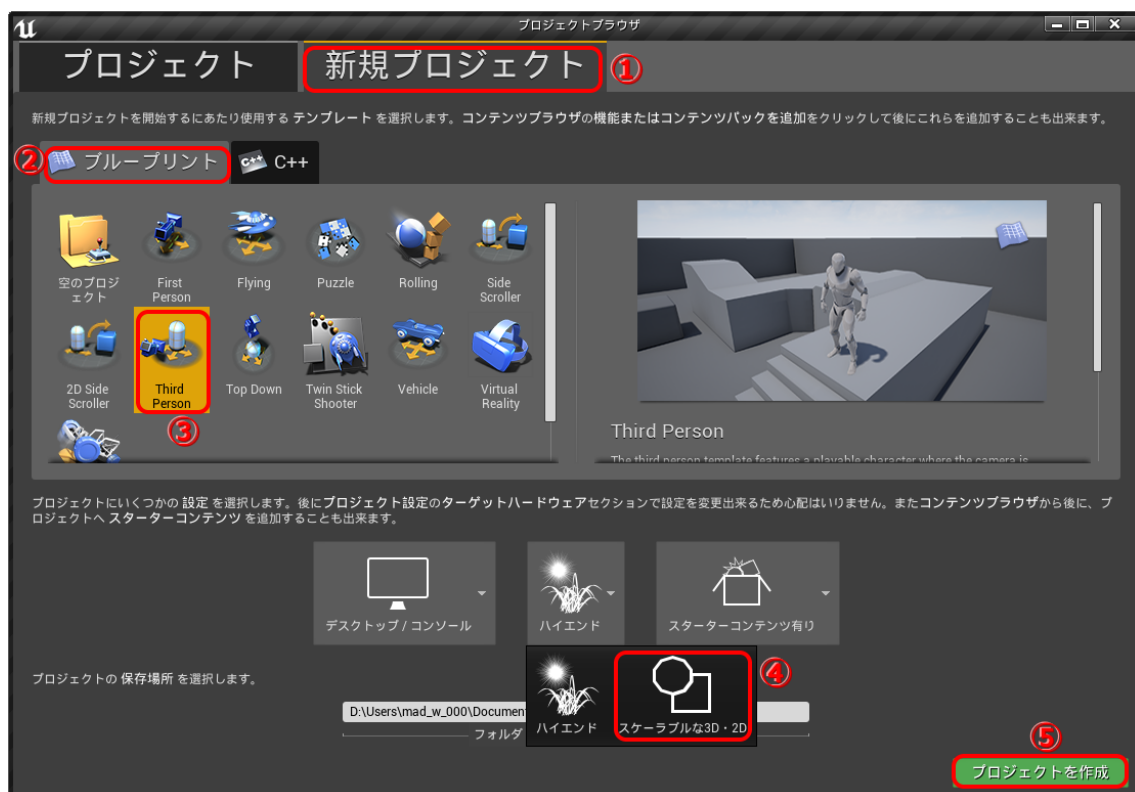 プロジェクトブラウザ
プロジェクト
新規プロジェクト
①
新規プロジェクトを開始するにあたり使用する テンプレート を選択します。コンテンツブラウザの機能またはコンテンツパックを追加をクリックして後にこれらを追加することも出来ます。
②
ブループリント
C++
C++
空のプロジ
ェクト
First
Person
Flying
Puzzle
Rolling
Side
Scroller
2D Side
Scroller
Third
Person
Top Down
Twin Stick
Shooter
Vehicle
Virtual
Reality
③
Third Person
The third person template features a playable character where the camera is
プロジェクトにいくつかの 設定 を選択します。後にプロジェクト設定のターゲットハードウェアセクションで設定を変更出来るため心配はいりません。またコンテンツブラウザから後に、プ
ロジェクトへ スターターコンテンツ を追加することも出来ます。
デスクトップ / コンソール
ハイエンド
スターターコンテンツ有り
プロジェクトの 保存場所 を選択します。
ハイエンド
スケーラブルな3D・2D
④
D:\Users\mad_w_000\Documen
フォルダ
⑤
プロジェクトを作成